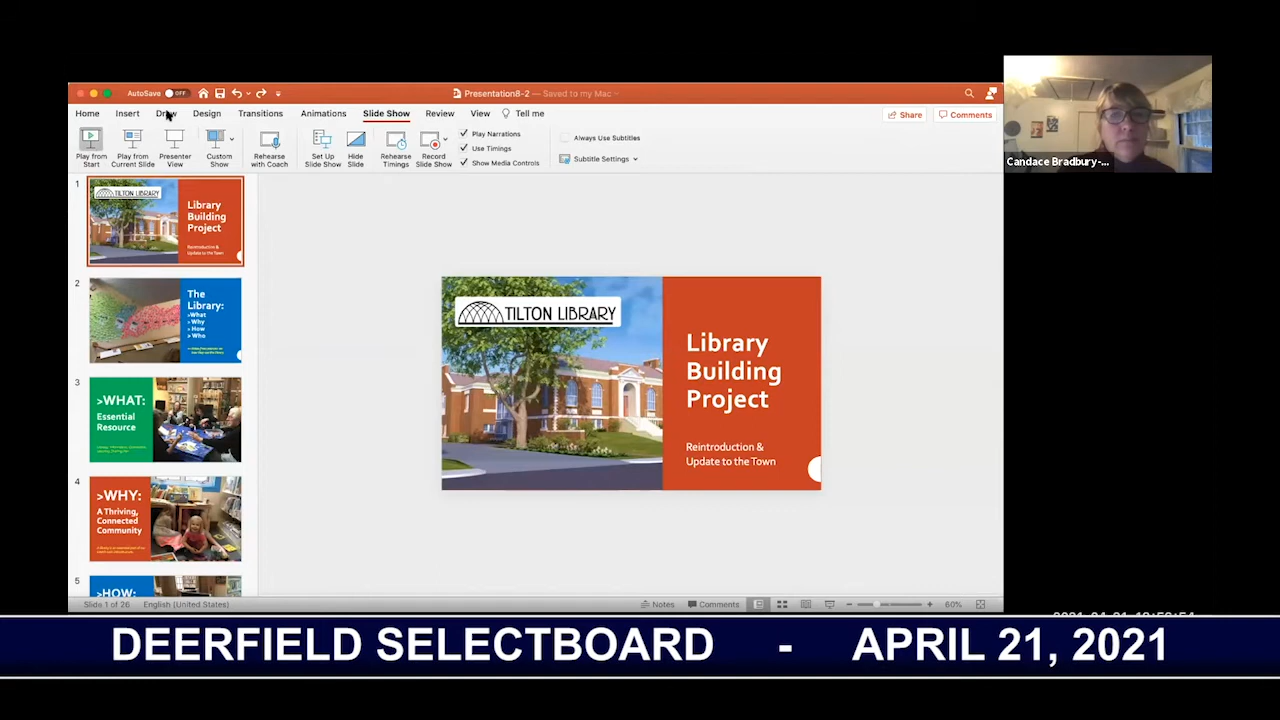 AutoSave OFF
Presentation8-2 — Saved to my Mac
Home Insert Draw Design Transitions Animations Slide Show Review View Tell me
Share Comments
Play from Start
Play from Current Slide
Presenter View
Custom Show
Rehearse with Coach
Set Up Slide Show
Hide Slide
Rehearse Timings
Record Slide Show
Play Narrations
Use Timings
Show Media Controls
Always Use Subtitles
Subtitle Settings
Candace Bradbury-...
1
TILTON LIBRARY
Library
Building
Project
Reintroduction &
Update to the Town
2
The
Library:
>What
>Why
>How
>Who
3
>WHAT:
Essential
Resource
4
>WHY:
A Thriving,
Connected
Community
5
>HOW:
TILTON LIBRARY
Library
Building
Project
Reintroduction &
Update to the Town
Slide 1 of 26 English (United States)
Notes Comments 60%
DEERFIELD SELECTBOARD - APRIL 21, 2021